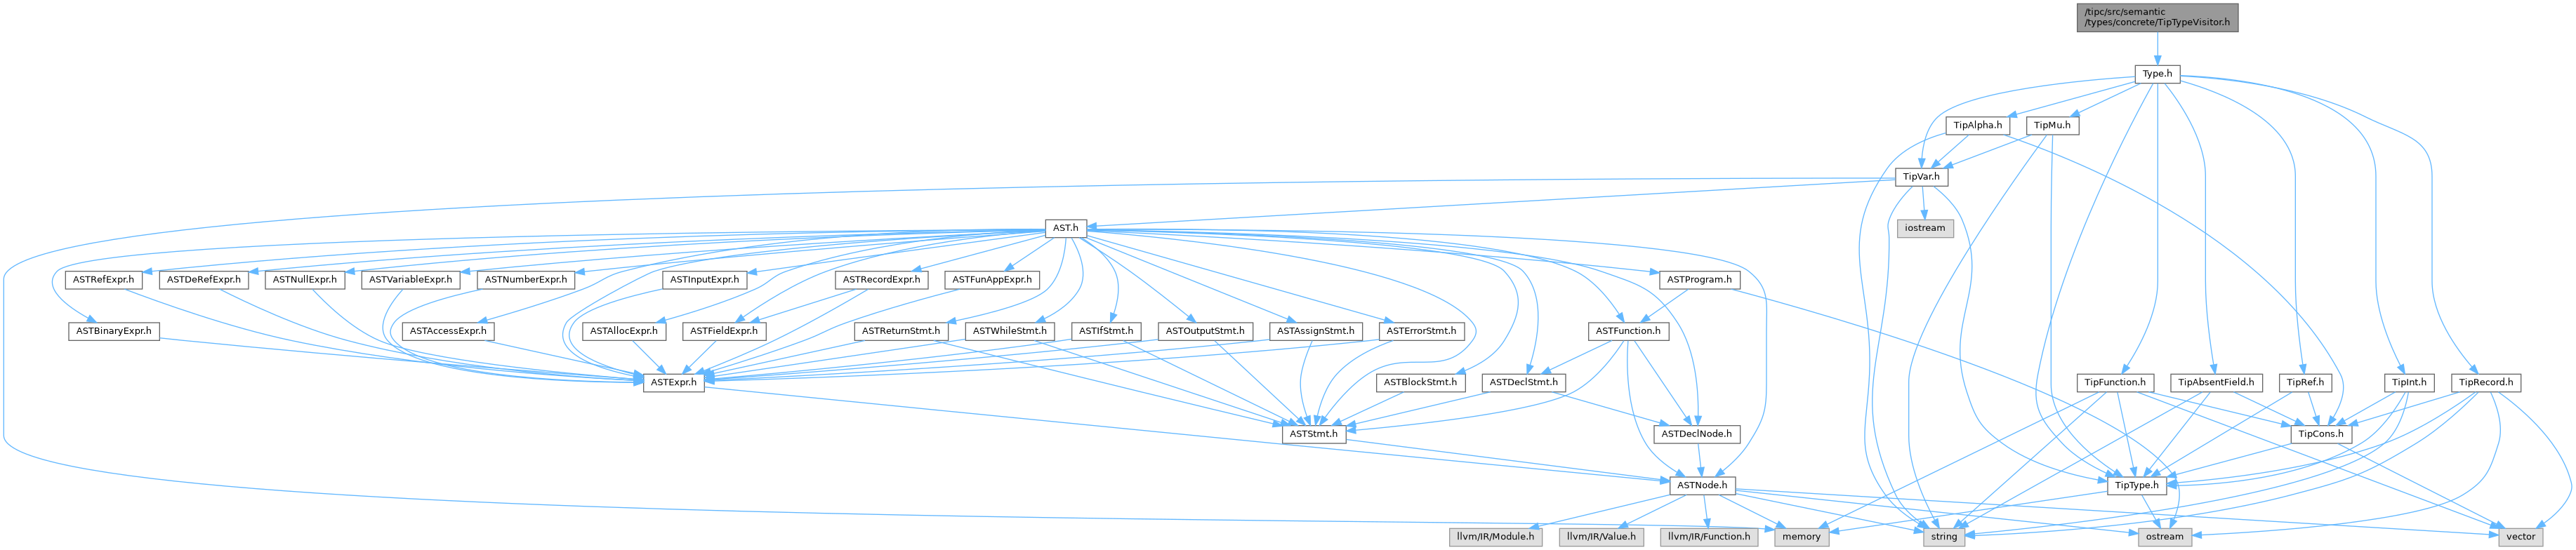 /tipc/src/semantic
/types/concrete/TipTypeVisitor.h
Type.h
TipAlpha.h
TipMu.h
TipVar.h
AST.h
iostream
ASTRefExpr.h
ASTDeRefExpr.h
ASTNullExpr.h
ASTVariableExpr.h
ASTNumberExpr.h
ASTInputExpr.h
ASTRecordExpr.h
ASTFunAppExpr.h
ASTProgram.h
ASTBinaryExpr.h
ASTAccessExpr.h
ASTAllocExpr.h
ASTFieldExpr.h
ASTReturnStmt.h
ASTWhileStmt.h
ASTIfStmt.h
ASTOutputStmt.h
ASTAssignStmt.h
ASTErrorStmt.h
ASTFunction.h
ASTExpr.h
ASTBlockStmt.h
ASTDeclStmt.h
TipFunction.h
TipAbsentField.h
TipRef.h
TipInt.h
TipRecord.h
ASTStmt.h
ASTDeclNode.h
TipCons.h
ASTNode.h
TipType.h
llvm/IR/Module.h
llvm/IR/Value.h
llvm/IR/Function.h
memory
string
ostream
vector